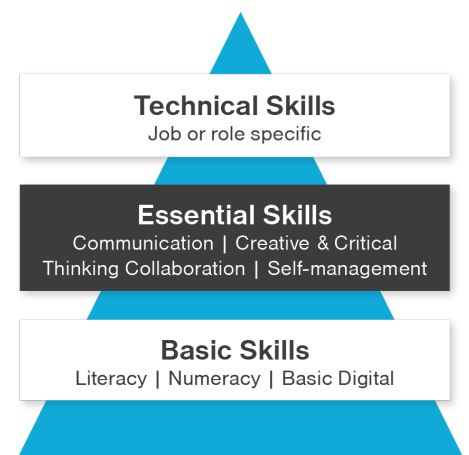 Technical Skills
Job or role specific
Essential Skills
Communication | Creative & Critical
Thinking Collaboration | Self-management
Basic Skills
Literacy | Numeracy | Basic Digital